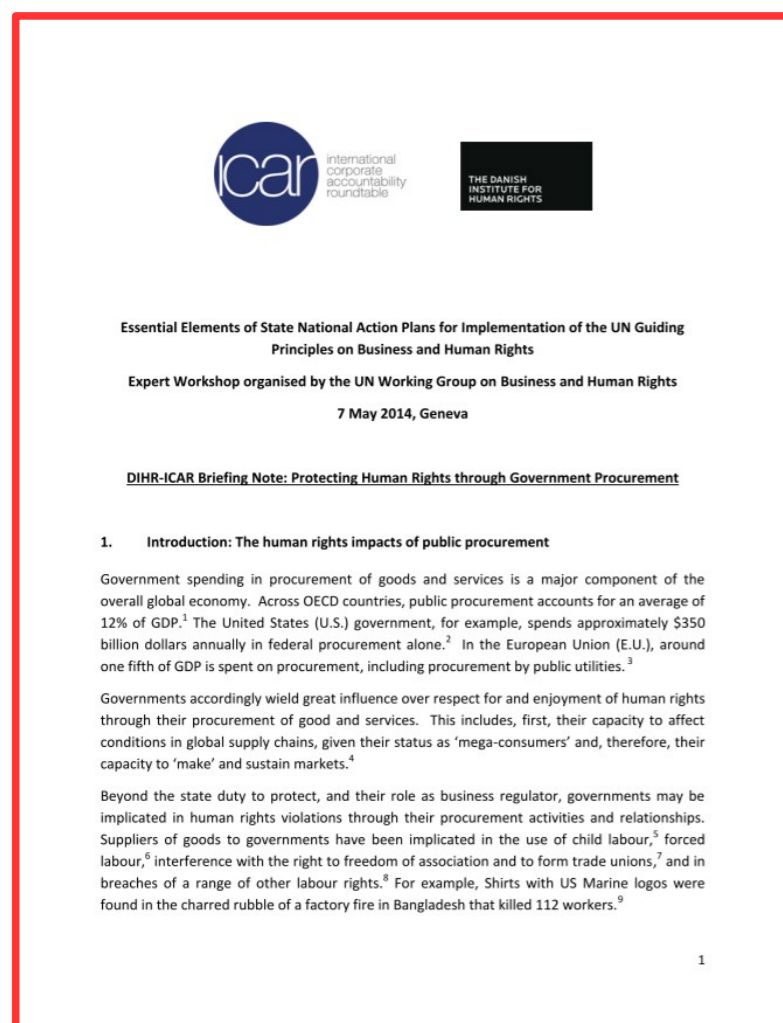 icar
international
corporate
accountability
roundtable
THE DANISH
INSTITUTE FOR
HUMAN RIGHTS
Essential Elements of State National Action Plans for Implementation of the UN Guiding
Principles on Business and Human Rights
Expert Workshop organised by the UN Working Group on Business and Human Rights
7 May 2014, Geneva
DIHR-ICAR Briefing Note: Protecting Human Rights through Government Procurement
1. Introduction: The human rights impacts of public procurement
Government spending in procurement of goods and services is a major component of the
overall global economy. Across OECD countries, public procurement accounts for an average of
12% of GDP.1 The United States (U.S.) government, for example, spends approximately $350
billion dollars annually in federal procurement alone.2 In the European Union (E.U.), around
one fifth of GDP is spent on procurement, including procurement by public utilities. 3
Governments accordingly wield great influence over respect for and enjoyment of human rights
through their procurement of good and services. This includes, first, their capacity to affect
conditions in global supply chains, given their status as ‘mega-consumers’ and, therefore, their
capacity to ‘make’ and sustain markets.4
Beyond the state duty to protect, and their role as business regulator, governments may be
implicated in human rights violations through their procurement activities and relationships.
Suppliers of goods to governments have been implicated in the use of child labour,5 forced
labour,6 interference with the right to freedom of association and to form trade unions,7 and in
breaches of a range of other labour rights.8 For example, Shirts with US Marine logos were
found in the charred rubble of a factory fire in Bangladesh that killed 112 workers.9
1